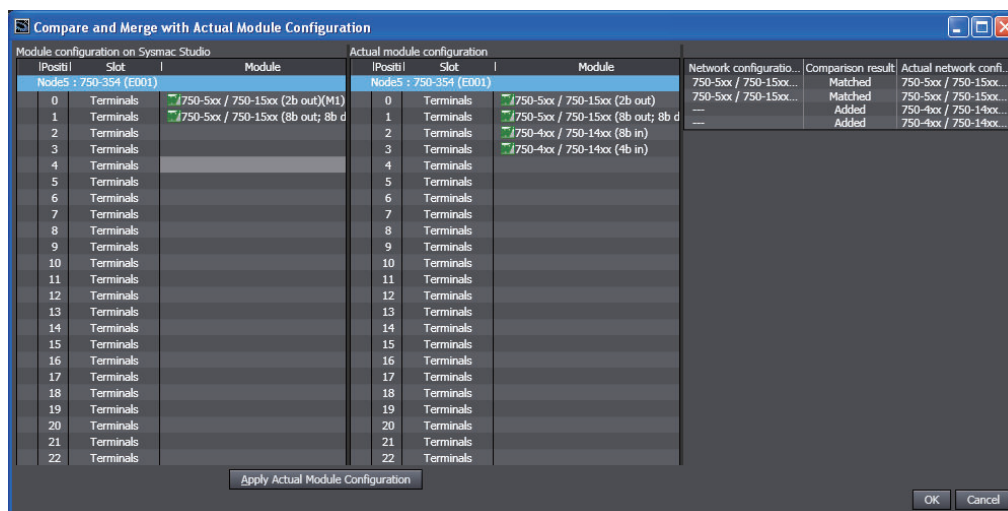 Compare and Merge with Actual Module Configuration
Module configuration on Sysmac Studio
|Positi| Slot | Module
Node5 : 750-354 (E001)
0 Terminals 750-5xx / 750-15xx (2b out)(M1)
1 Terminals 750-5xx / 750-15xx (8b out; 8b d
2 Terminals
3 Terminals
4 Terminals
5 Terminals
6 Terminals
7 Terminals
8 Terminals
9 Terminals
10 Terminals
11 Terminals
12 Terminals
13 Terminals
14 Terminals
15 Terminals
16 Terminals
17 Terminals
18 Terminals
19 Terminals
20 Terminals
21 Terminals
22 Terminals
Actual module configuration
|Positi| Slot | Module
Node5 : 750-354 (E001)
0 Terminals 750-5xx / 750-15xx (2b out)
1 Terminals 750-5xx / 750-15xx (8b out; 8b d
2 Terminals 750-4xx / 750-14xx (8b in)
3 Terminals 750-4xx / 750-14xx (4b in)
4 Terminals
5 Terminals
6 Terminals
7 Terminals
8 Terminals
9 Terminals
10 Terminals
11 Terminals
12 Terminals
13 Terminals
14 Terminals
15 Terminals
16 Terminals
17 Terminals
18 Terminals
19 Terminals
20 Terminals
21 Terminals
22 Terminals
Network configuratio... Comparison result Actual network confi...
750-5xx / 750-15xx... Matched 750-5xx / 750-15xx...
750-5xx / 750-15xx... Matched 750-5xx / 750-15xx...
--- Added 750-4xx / 750-14xx...
--- Added 750-4xx / 750-14xx...
Apply Actual Module Configuration
OK Cancel